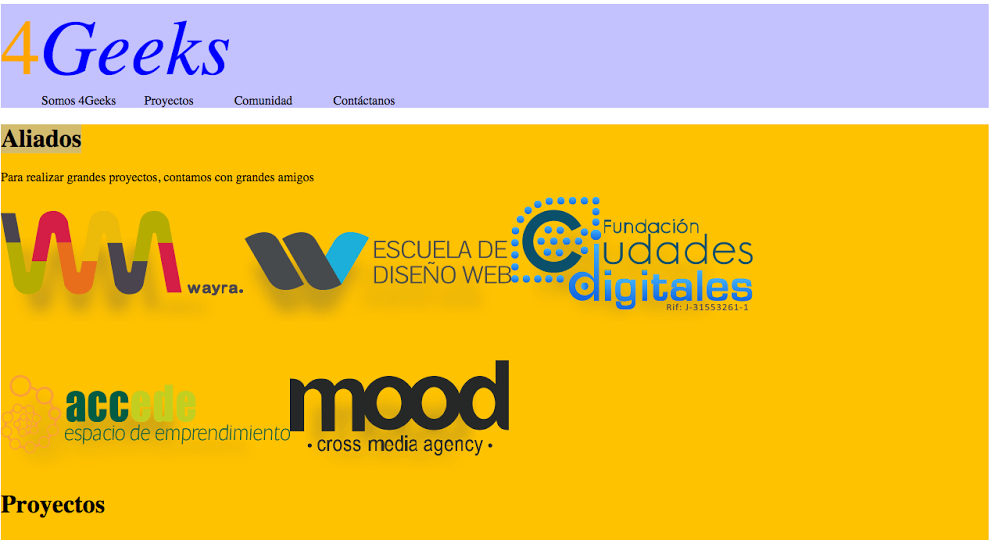 4Geeks
Somos 4Geeks Proyectos Comunidad Contáctanos
Aliados
Para realizar grandes proyectos, contamos con grandes amigos
wayra.
ESCUELA DE
DISEÑO WEB
Fundación
Ciudades
digitales
Rif: J-31553261-1
accede
espacio de emprendimiento
mood
• cross media agency •
Proyectos